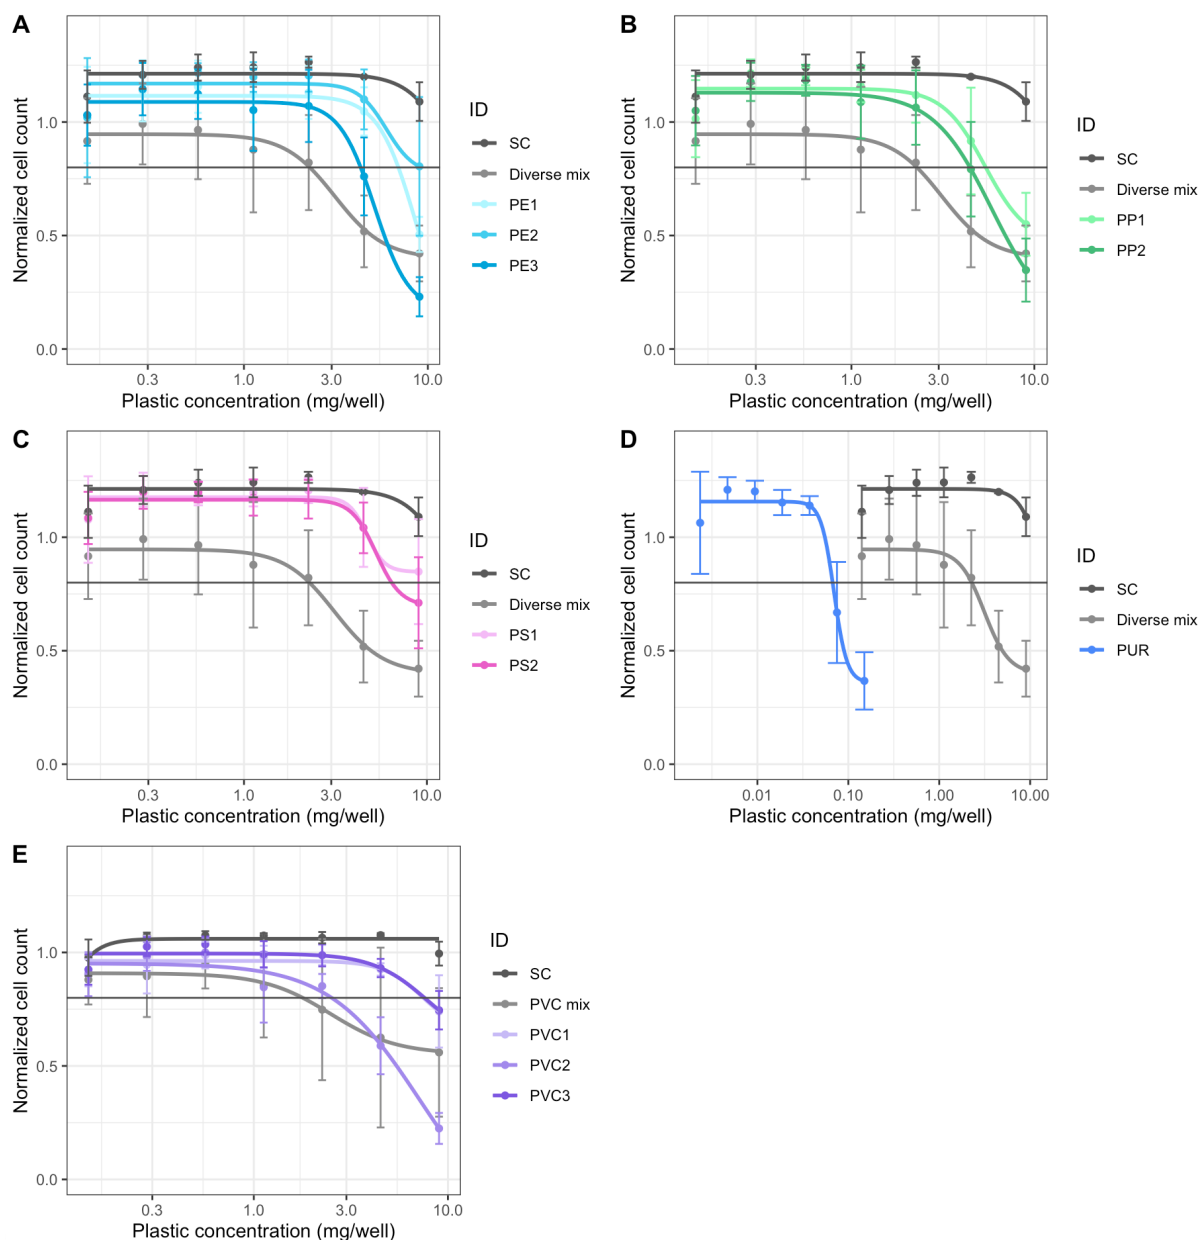 A
Normalized cell count
1.0
0.5
0.0
0.3
1.0
3.0
10.0
Plastic concentration (mg/well)
ID
SC
Diverse mix
PE1
PE2
PE3
B
Normalized cell count
1.0
0.5
0.0
0.3
1.0
3.0
10.0
Plastic concentration (mg/well)
ID
SC
Diverse mix
PP1
PP2
C
Normalized cell count
1.0
0.5
0.0
0.3
1.0
3.0
10.0
Plastic concentration (mg/well)
ID
SC
Diverse mix
PS1
PS2
D
Normalized cell count
1.0
0.5
0.0
0.01
0.10
1.00
10.00
Plastic concentration (mg/well)
ID
SC
Diverse mix
PUR
E
Normalized cell count
1.0
0.5
0.0
0.3
1.0
3.0
10.0
Plastic concentration (mg/well)
ID
SC
PVC mix
PVC1
PVC2
PVC3